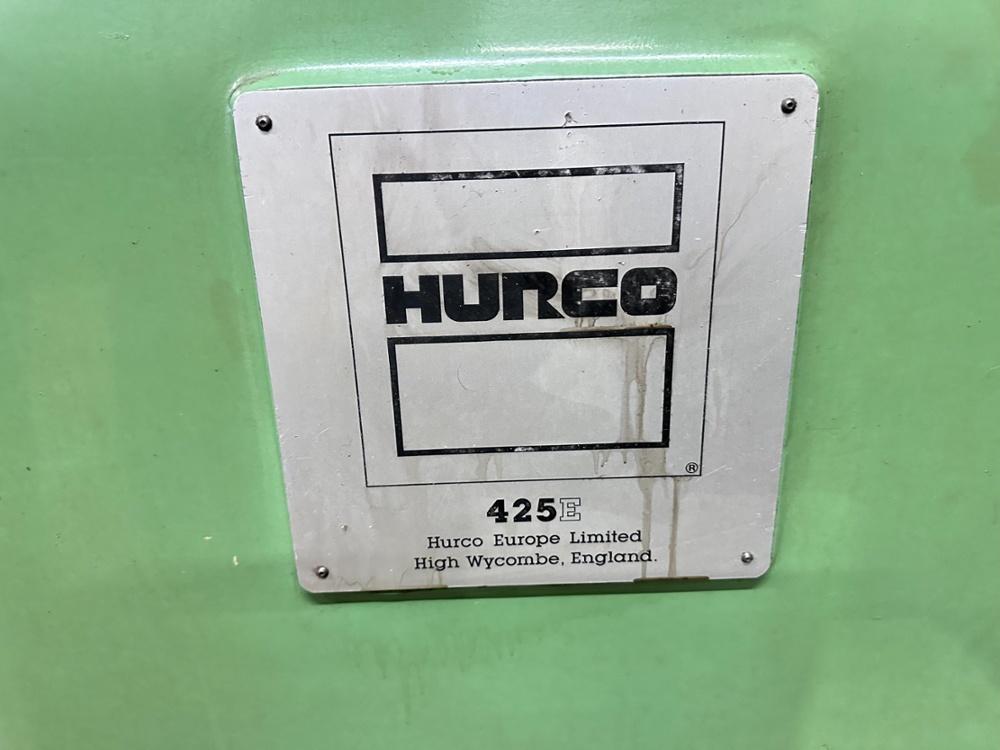 HURCO
®
425E
Hurco Europe Limited
High Wycombe, England.